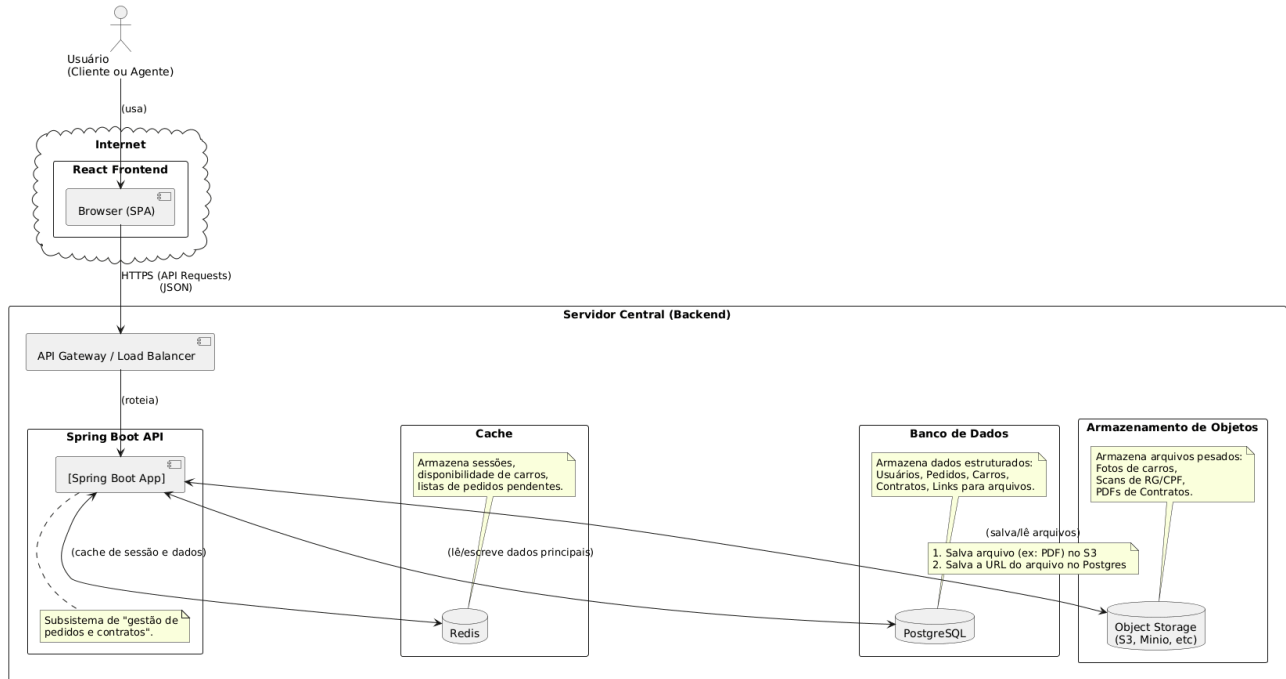 Usuário
(Cliente ou Agente)
(usa)
Internet
React Frontend
Browser (SPA)
HTTPS (API Requests)
(JSON)
Servidor Central (Backend)
API Gateway / Load Balancer
(roteia)
Spring Boot API
[Spring Boot App]
(cache de sessão e dados)
Subsistema de "gestão de
pedidos e contratos".
Cache
Armazena sessões,
disponibilidade de carros,
listas de pedidos pendentes.
(lê/escreve dados principais)
Redis
Banco de Dados
Armazena dados estruturados:
Usuários, Pedidos, Carros,
Contratos, Links para arquivos.
(salva/lê arquivos)
1. Salva arquivo (ex: PDF) no S3
2. Salva a URL do arquivo no Postgres
PostgreSQL
Armazenamento de Objetos
Armazena arquivos pesados:
Fotos de carros,
Scans de RG/CPF,
PDFs de Contratos.
Object Storage
(S3, Minio, etc)